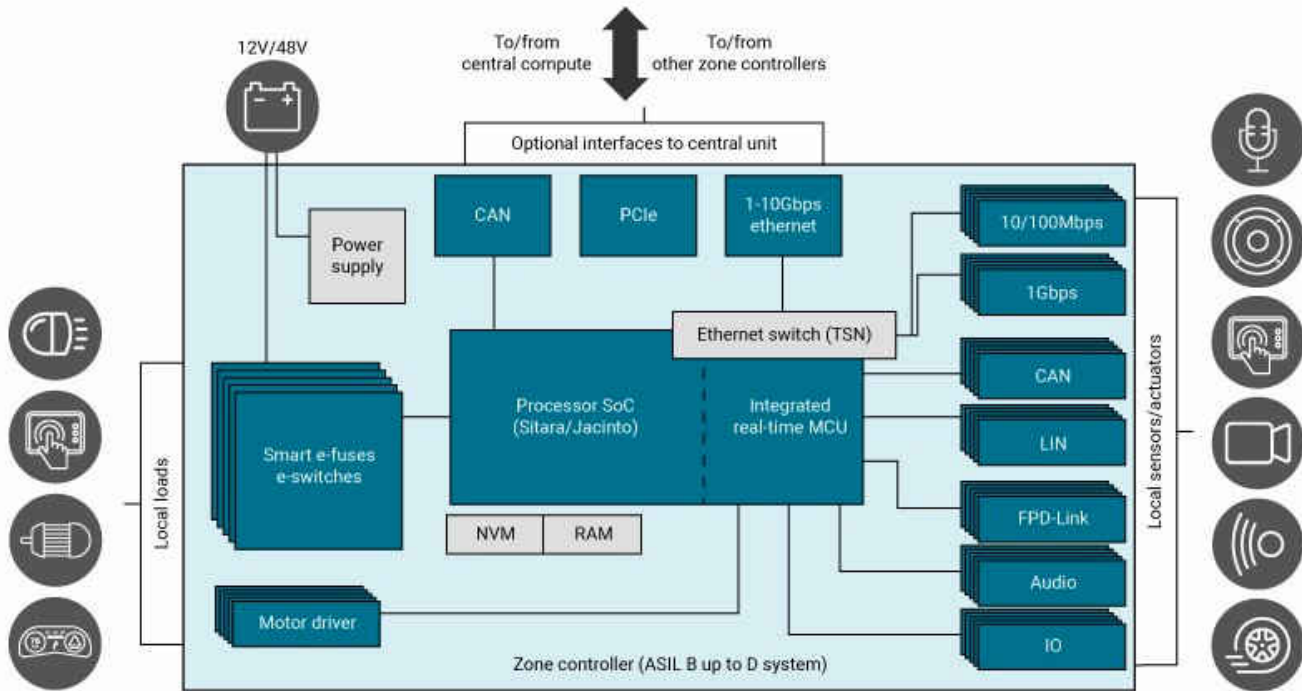 12V/48V
To/from
central compute
To/from
other zone controllers
Optional interfaces to central unit
CAN
PCIe
1-10Gbps
ethernet
Power
supply
10/100Mbps
1Gbps
Ethernet switch (TSN)
Processor SoC
(Sitara/Jacinto)
Integrated
real-time MCU
CAN
LIN
FPD-Link
Audio
IO
Smart e-fuses
e-switches
NVM
RAM
Motor driver
Local loads
Local sensors/actuators
Zone controller (ASIL B up to D system)